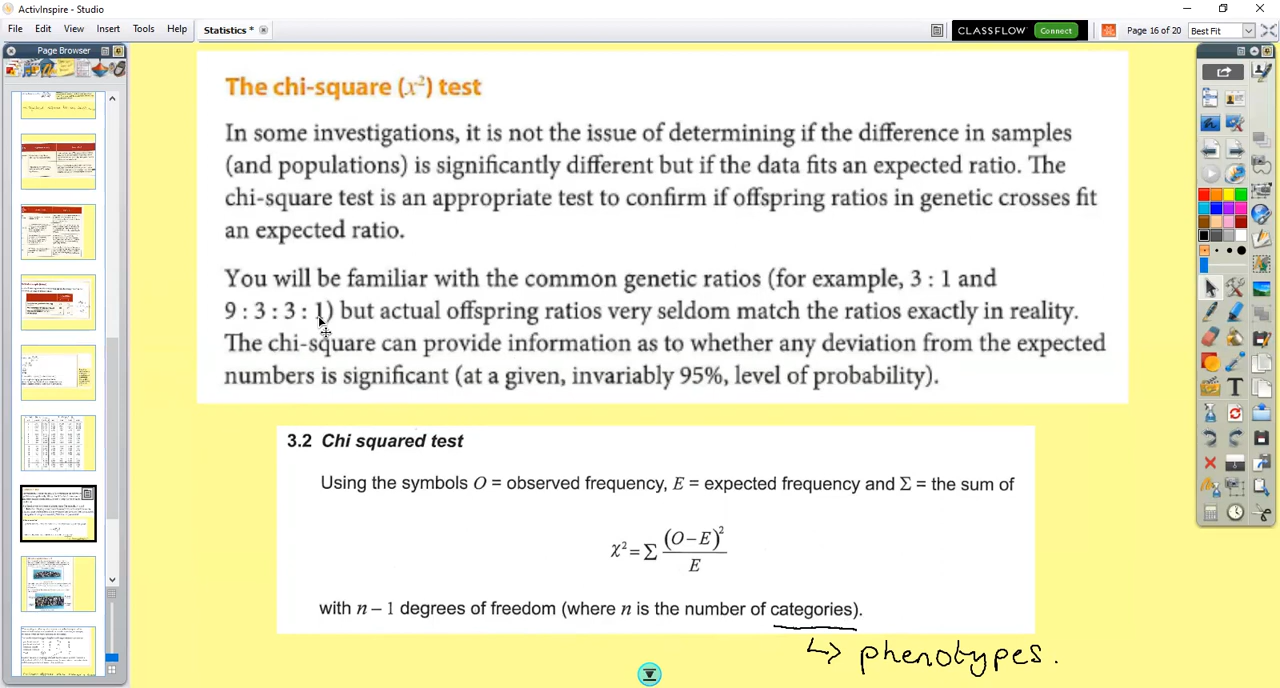 ActivInspire - Studio
File Edit View Insert Tools Help
Statistics *
CLASSFLOW Connect
Page 16 of 20
Best Fit
Page Browser
The chi-square (x²) test
In some investigations, it is not the issue of determining if the difference in samples
(and populations) is significantly different but if the data fits an expected ratio. The
chi-square test is an appropriate test to confirm if offspring ratios in genetic crosses fit
an expected ratio.
You will be familiar with the common genetic ratios (for example, 3 : 1 and
9 : 3 : 3 : 1) but actual offspring ratios very seldom match the ratios exactly in reality.
The chi-square can provide information as to whether any deviation from the expected
numbers is significant (at a given, invariably 95%, level of probability).
3.2 Chi squared test
Using the symbols O = observed frequency, E = expected frequency and Σ = the sum of
χ² = Σ (O−E)² / E
with n − 1 degrees of freedom (where n is the number of categories).
↳ phenotypes.